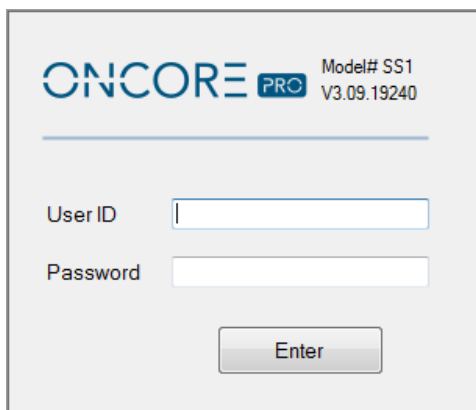 ONCORE PRO Model# SS1
V3.09.19240
User ID
Password
Enter